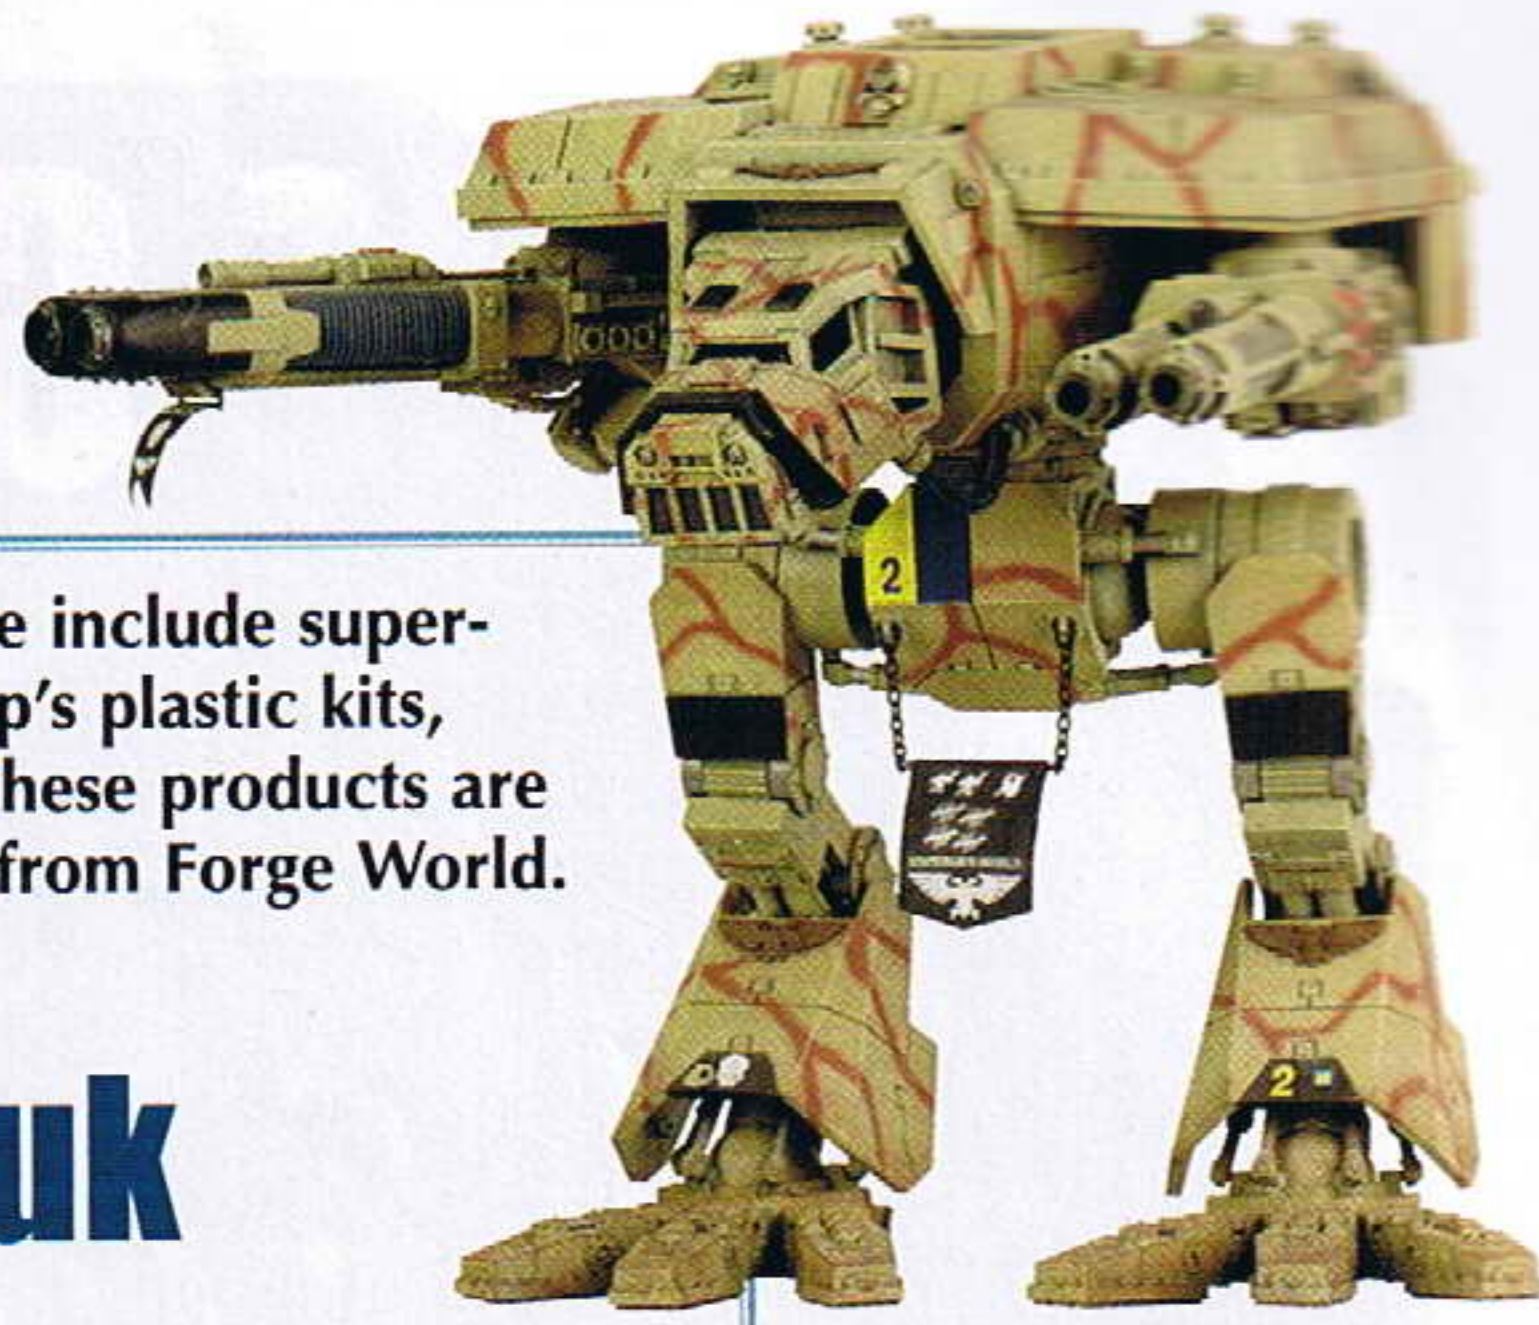 e include super-
p's plastic kits,
hese products are
from Forge World.
uk
2
2